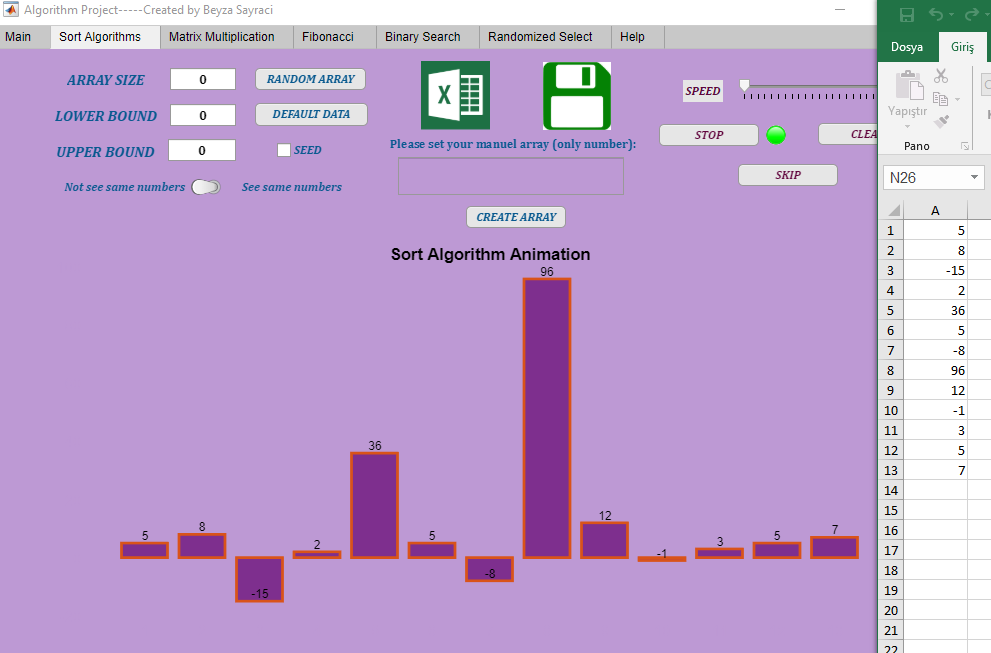 Algorithm Project-----Created by Beyza Sayraci
Main Sort Algorithms Matrix Multiplication Fibonacci Binary Search Randomized Select Help
ARRAY SIZE 0 RANDOM ARRAY
LOWER BOUND 0 DEFAULT DATA
UPPER BOUND 0 SEED
Not see same numbers See same numbers
X
Please set your manuel array (only number):
CREATE ARRAY
SPEED
STOP CLEA
SKIP
Sort Algorithm Animation
5 8 -15 2 36 5 -8 96 12 -1 3 5 7
Dosya Giriş
Yapıştır
Pano
N26
A
1 5
2 8
3 -15
4 2
5 36
6 5
7 -8
8 96
9 12
10 -1
11 3
12 5
13 7
14
15
16
17
18
19
20
21
22